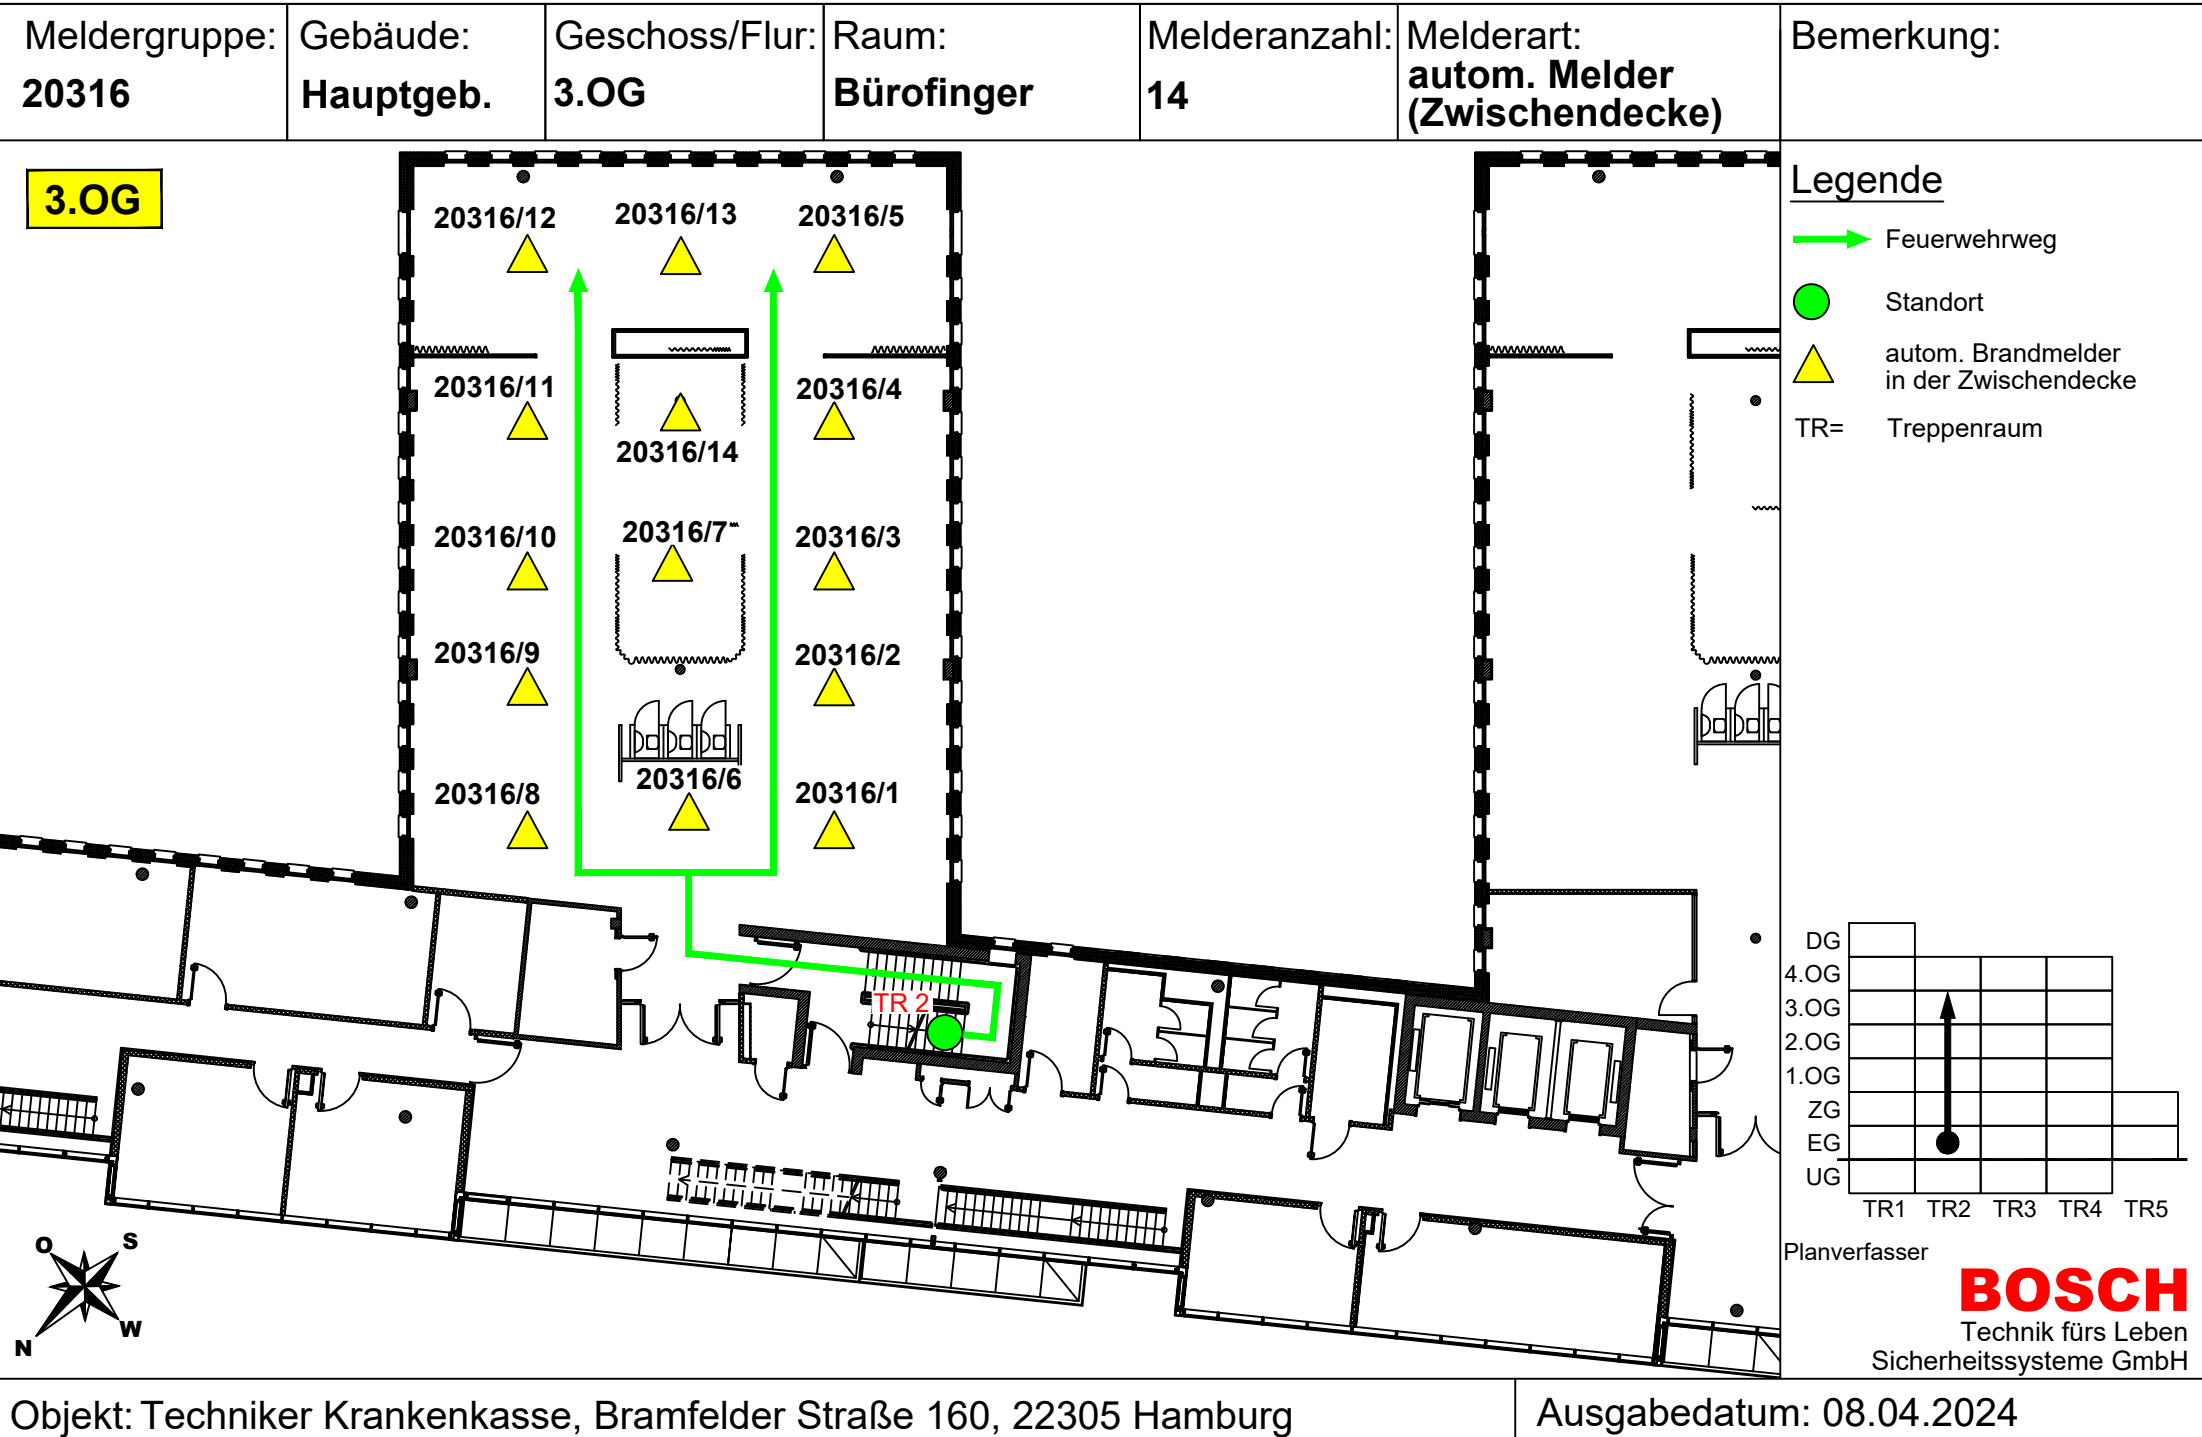 Meldergruppe:
20316
Gebäude:
Hauptgeb.
Geschoss/Flur:
3.OG
Raum:
Bürofinger
Melderanzahl:
14
Melderart:
autom. Melder
(Zwischendecke)
Bemerkung:
3.OG
20316/12
20316/13
20316/5
20316/11
20316/14
20316/4
20316/10
20316/7
20316/3
20316/9
20316/2
20316/8
20316/6
20316/1
TR 2
O
S
N
W
Legende
Feuerwehrweg
Standort
autom. Brandmelder
in der Zwischendecke
TR= Treppenraum
DG
4.OG
3.OG
2.OG
1.OG
ZG
EG
UG
TR1 TR2 TR3 TR4 TR5
Planverfasser
BOSCH
Technik fürs Leben
Sicherheitssysteme GmbH
Objekt: Techniker Krankenkasse, Bramfelder Straße 160, 22305 Hamburg
Ausgabedatum: 08.04.2024